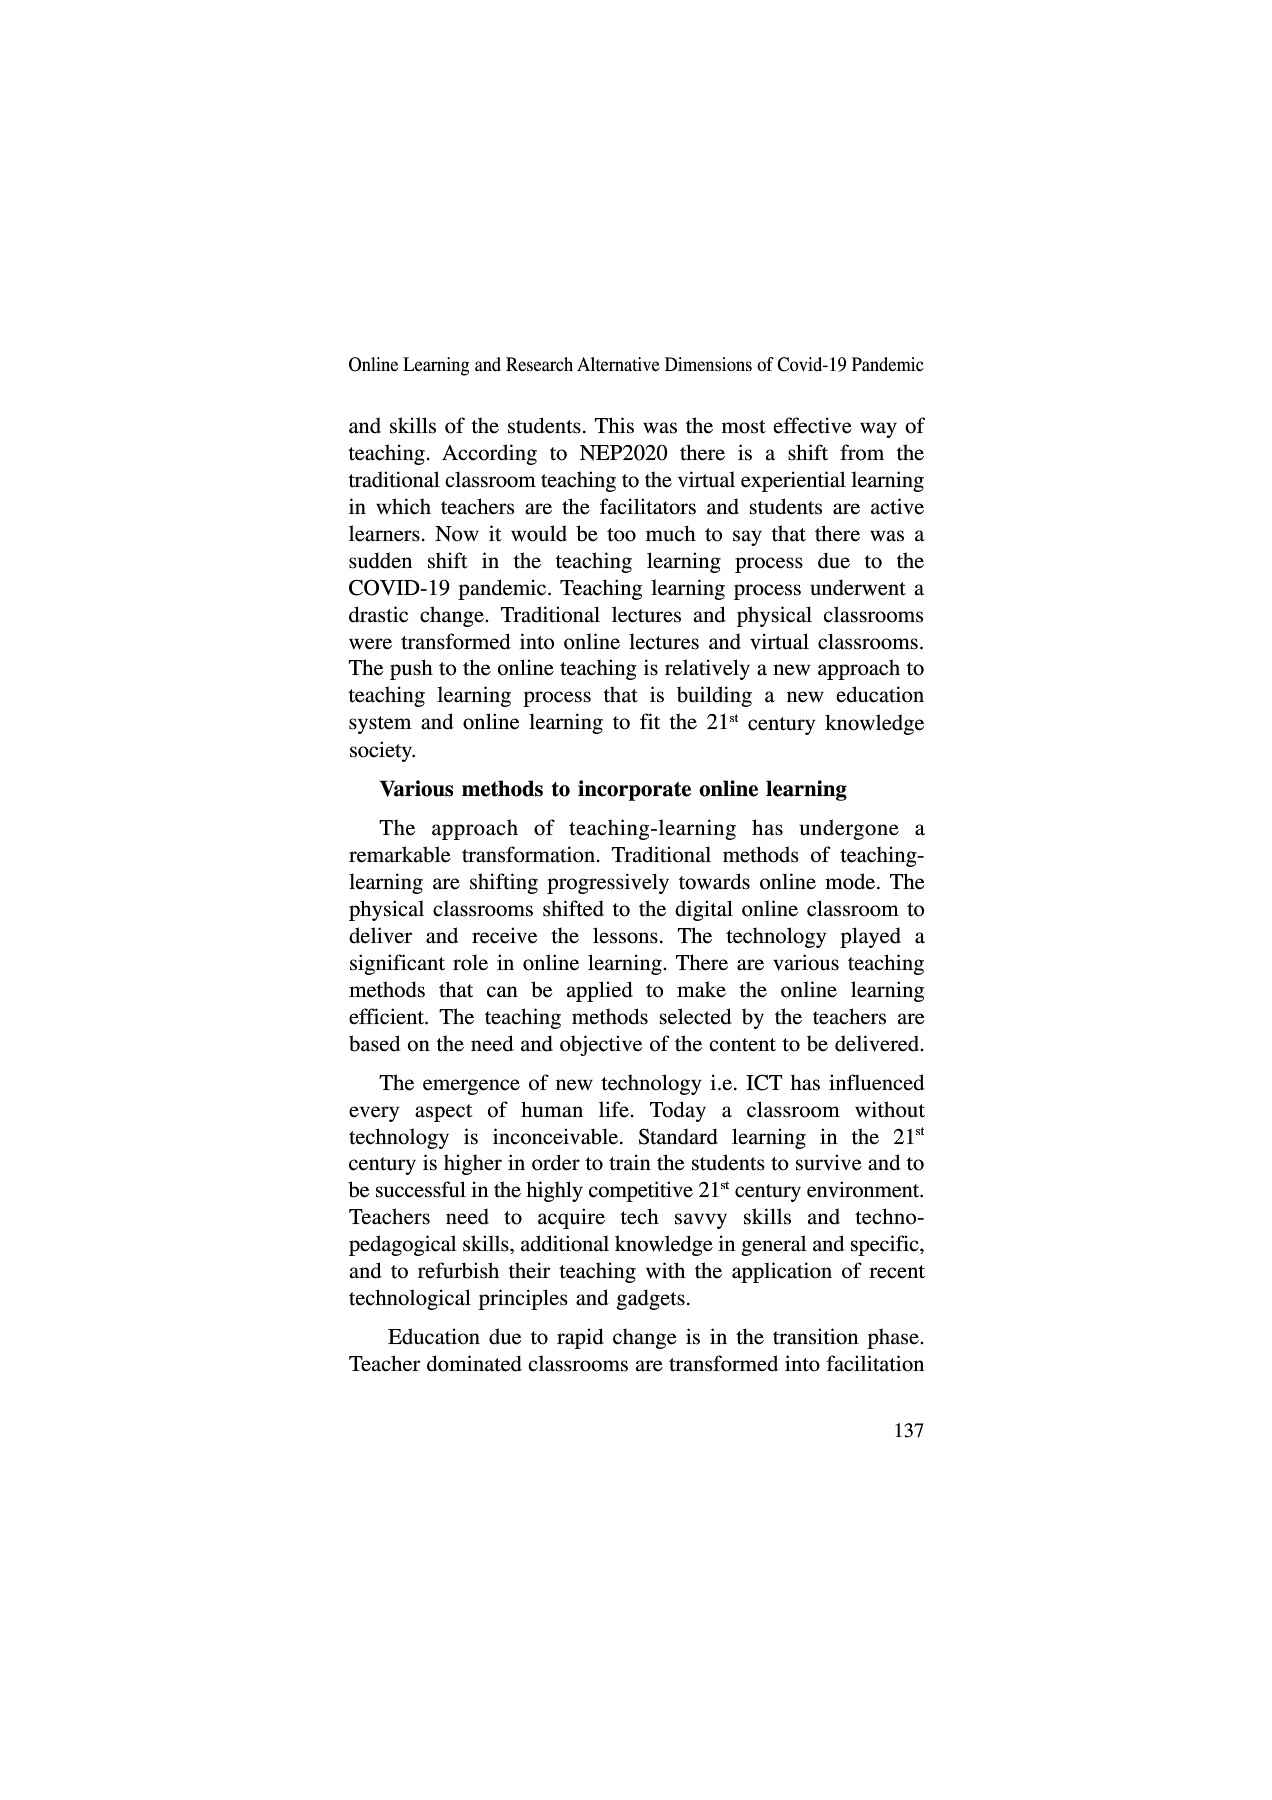 Online Learning and Research Alternative Dimensions of Covid-19 Pandemic
and skills of the students. This was the most effective way of
teaching. According to NEP2020 there is a shift from the
traditional classroom teaching to the virtual experiential learning
in which teachers are the facilitators and students are active
learners. Now it would be too much to say that there was a
sudden shift in the teaching learning process due to the
COVID-19 pandemic. Teaching learning process underwent a
drastic change. Traditional lectures and physical classrooms
were transformed into online lectures and virtual classrooms.
The push to the online teaching is relatively a new approach to
teaching learning process that is building a new education
system and online learning to fit the 21st century knowledge
society.
Various methods to incorporate online learning
The approach of teaching-learning has undergone a
remarkable transformation. Traditional methods of teaching-
learning are shifting progressively towards online mode. The
physical classrooms shifted to the digital online classroom to
deliver and receive the lessons. The technology played a
significant role in online learning. There are various teaching
methods that can be applied to make the online learning
efficient. The teaching methods selected by the teachers are
based on the need and objective of the content to be delivered.
The emergence of new technology i.e. ICT has influenced
every aspect of human life. Today a classroom without
technology is inconceivable. Standard learning in the 21st
century is higher in order to train the students to survive and to
be successful in the highly competitive 21st century environment.
Teachers need to acquire tech savvy skills and techno-
pedagogical skills, additional knowledge in general and specific,
and to refurbish their teaching with the application of recent
technological principles and gadgets.
Education due to rapid change is in the transition phase.
Teacher dominated classrooms are transformed into facilitation
137